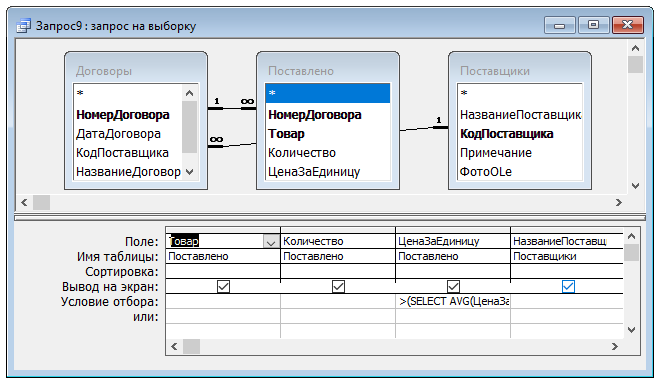 Запрос9 : запрос на выборку
Договоры
*
НомерДоговора
ДатаДоговора
КодПоставщика
НазваниеДоговор
1
∞
∞
Поставлено
*
НомерДоговора
Товар
Количество
ЦенаЗаЕдиницу
1
Поставщики
*
НазваниеПоставщик
КодПоставщика
Примечание
ФотоOLe
Поле: Товар Количество ЦенаЗаЕдиницу НазваниеПоставщ
Имя таблицы: Поставлено Поставлено Поставлено Поставщики
Сортировка:
Вывод на экран:
Условие отбора: >(SELECT AVG(ЦенаЗа
или: